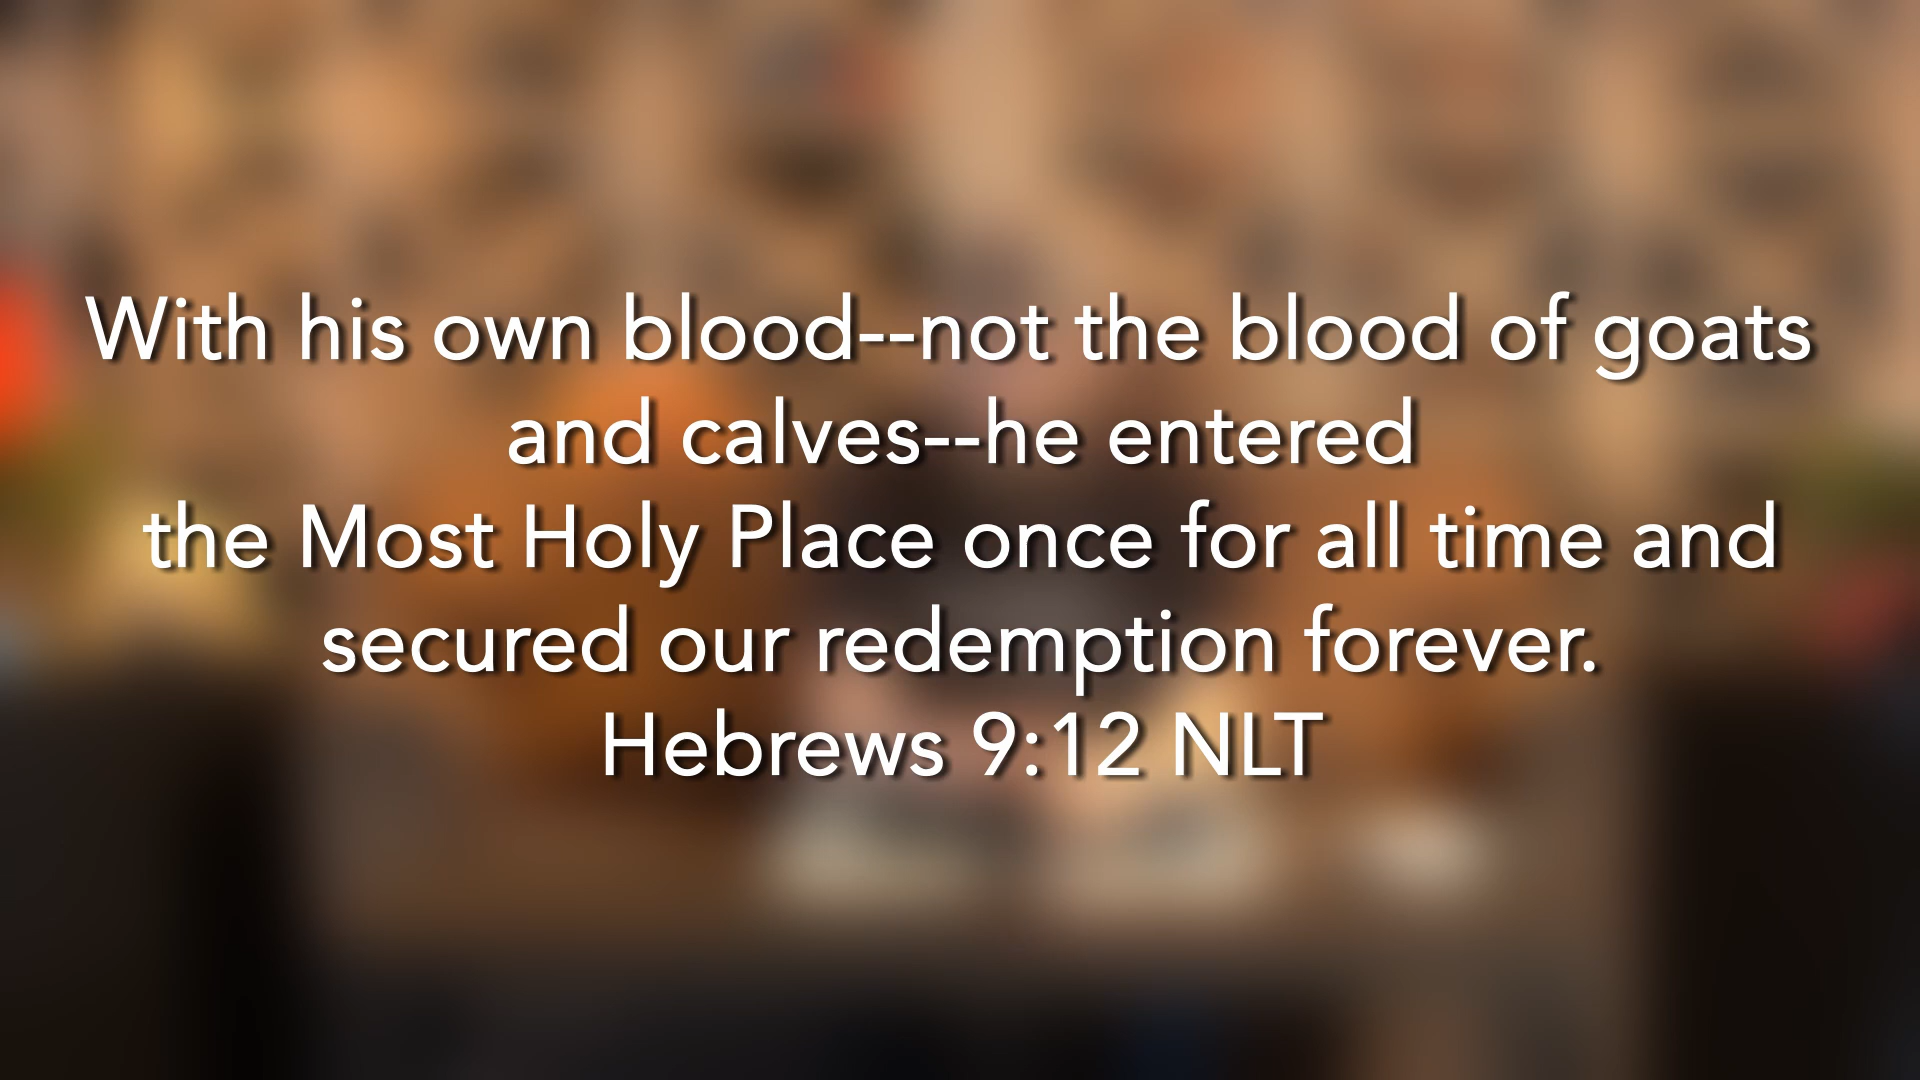 With his own blood--not the blood of goats
and calves--he entered
the Most Holy Place once for all time and
secured our redemption forever.
Hebrews 9:12 NLT